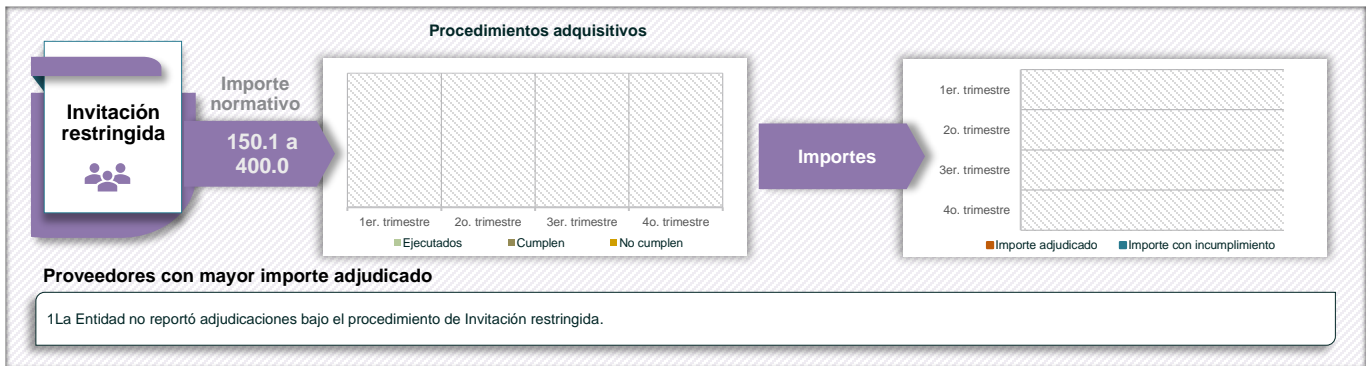 Procedimientos adquisitivos
Invitación
restringida
Importe
normativo
150.1 a
400.0
1er. trimestre 2o. trimestre 3er. trimestre 4o. trimestre
Ejecutados Cumplen No cumplen
Importes
1er. trimestre
2o. trimestre
3er. trimestre
4o. trimestre
Importe adjudicado Importe con incumplimiento
Proveedores con mayor importe adjudicado
1La Entidad no reportó adjudicaciones bajo el procedimiento de Invitación restringida.